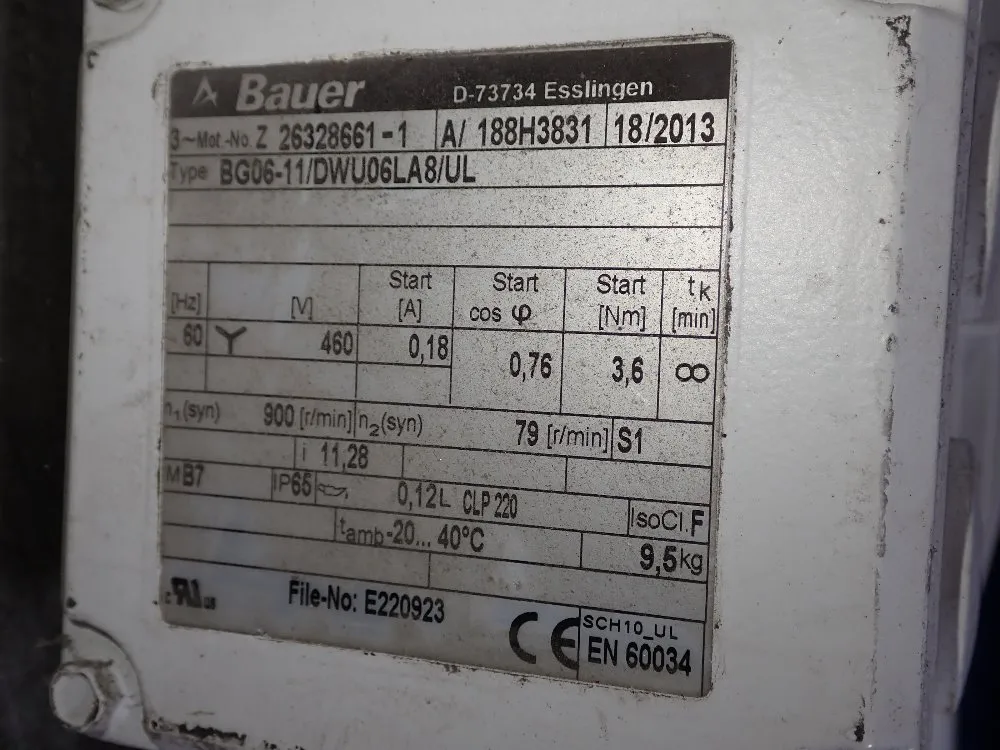 Bauer D-73734 Esslingen
3~Mot.-No. Z 26328661-1 A/ 188H3831 18/2013
Type BG06-11/DWU06LA8/UL
[Hz] [V] Start [A] Start cos φ Start [Nm] tK [min]
60 Y 460 0,18 0,76 3,6 ∞
n1(syn) 900 [r/min] n2(syn) 79 [r/min] S1
i 11,28
MB7 IP65 0,12L CLP 220 IsoCl.F
tamb-20...40°C 9,5kg
c RU us File-No: E220923 CE SCH10_UL
EN 60034